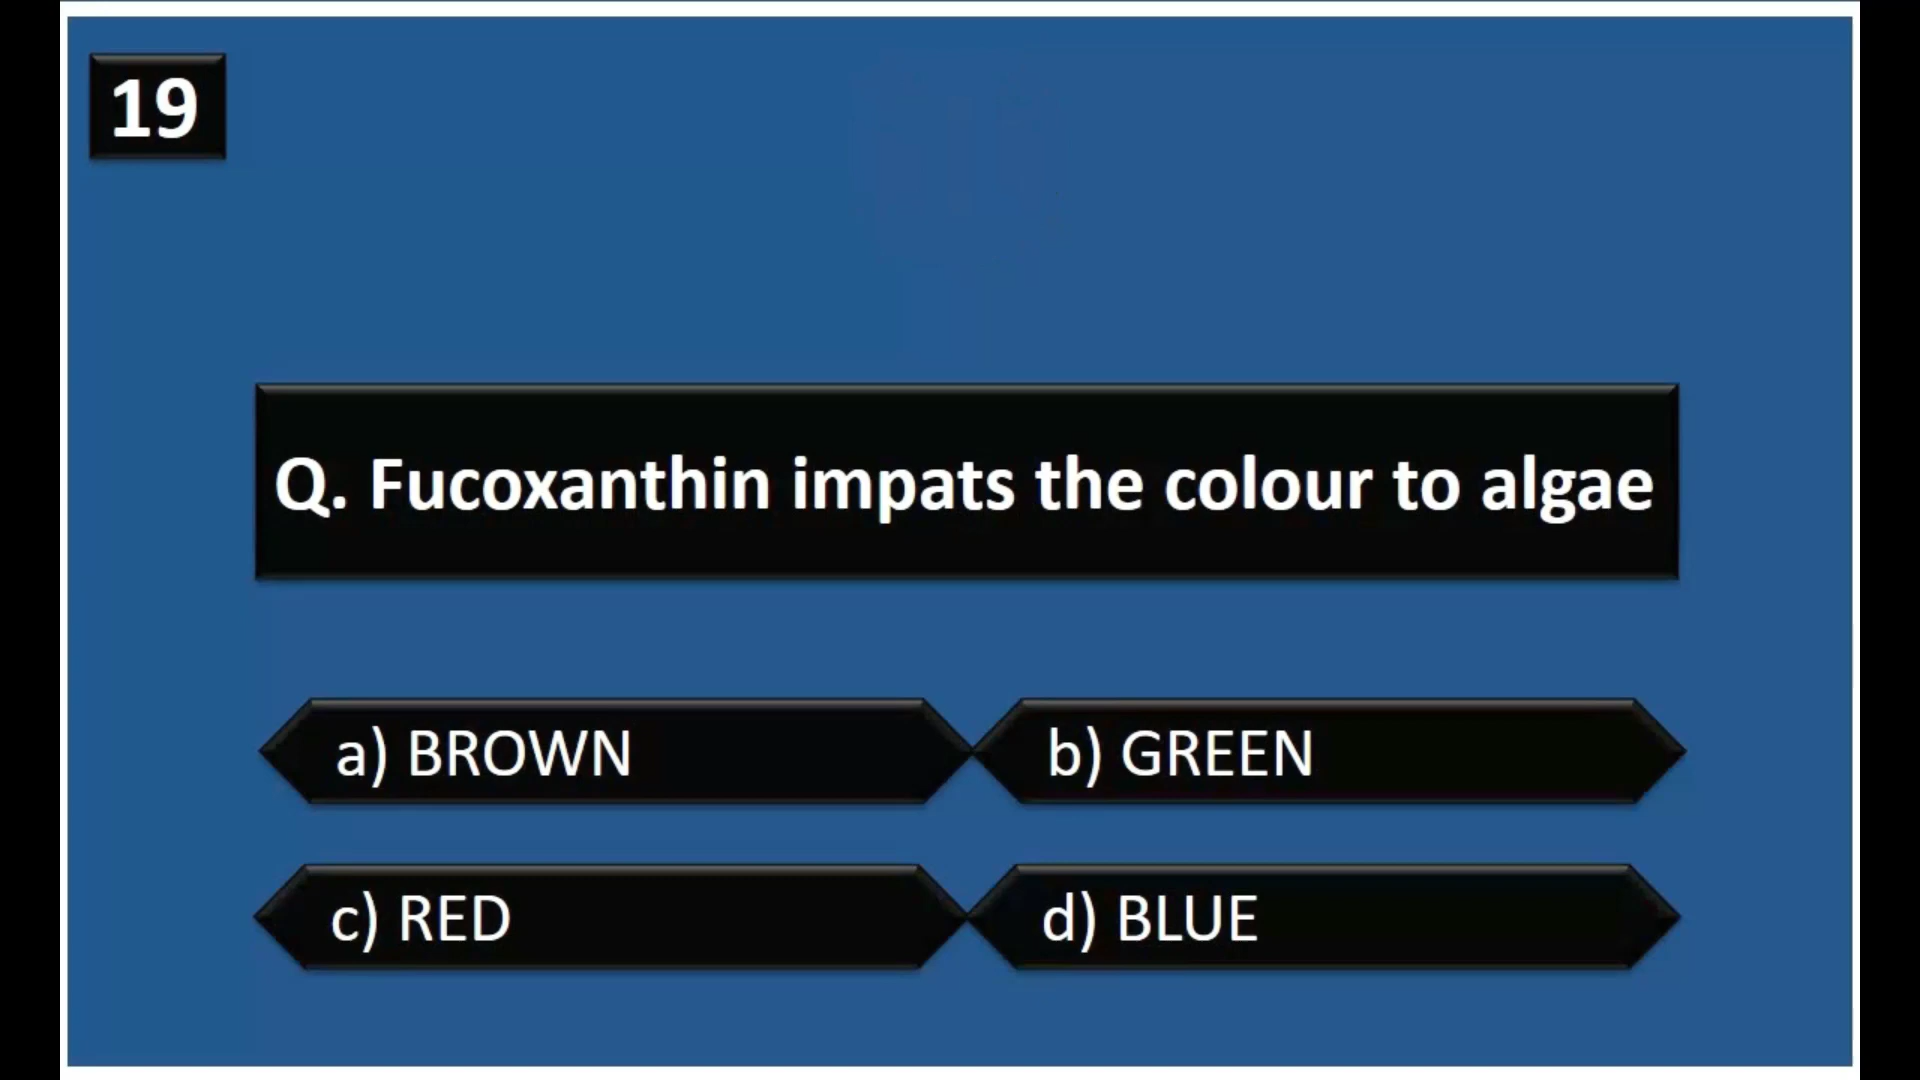 19
Q. Fucoxanthin impats the colour to algae
a) BROWN
b) GREEN
c) RED
d) BLUE